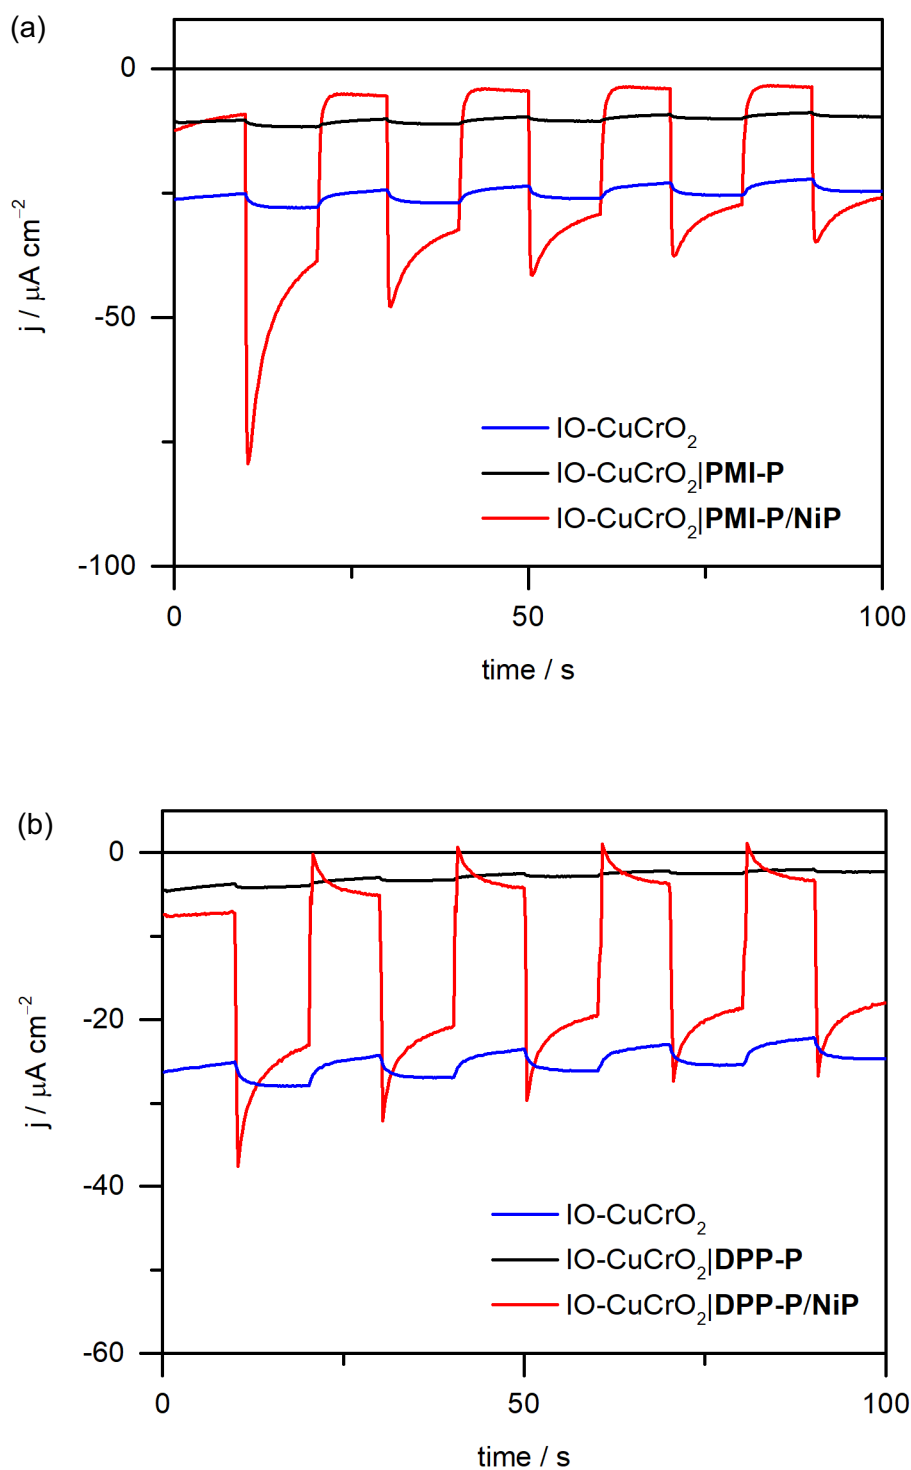 (a)
0
-50
-100
j / μA cm⁻²
IO-CuCrO₂
IO-CuCrO₂|PMI-P
IO-CuCrO₂|PMI-P/NiP
0 50 100
time / s
(b)
0
-20
-40
-60
j / μA cm⁻²
IO-CuCrO₂
IO-CuCrO₂|DPP-P
IO-CuCrO₂|DPP-P/NiP
0 50 100
time / s